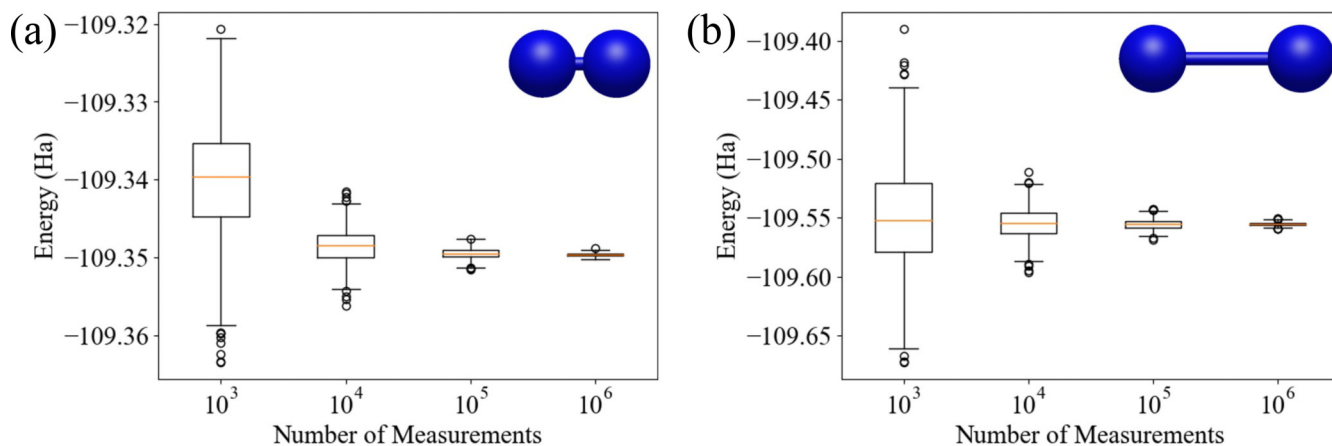 (a)
Energy (Ha)
−109.32
−109.33
−109.34
−109.35
−109.36
10³ 10⁴ 10⁵ 10⁶
Number of Measurements
(b)
Energy (Ha)
−109.40
−109.45
−109.50
−109.55
−109.60
−109.65
10³ 10⁴ 10⁵ 10⁶
Number of Measurements